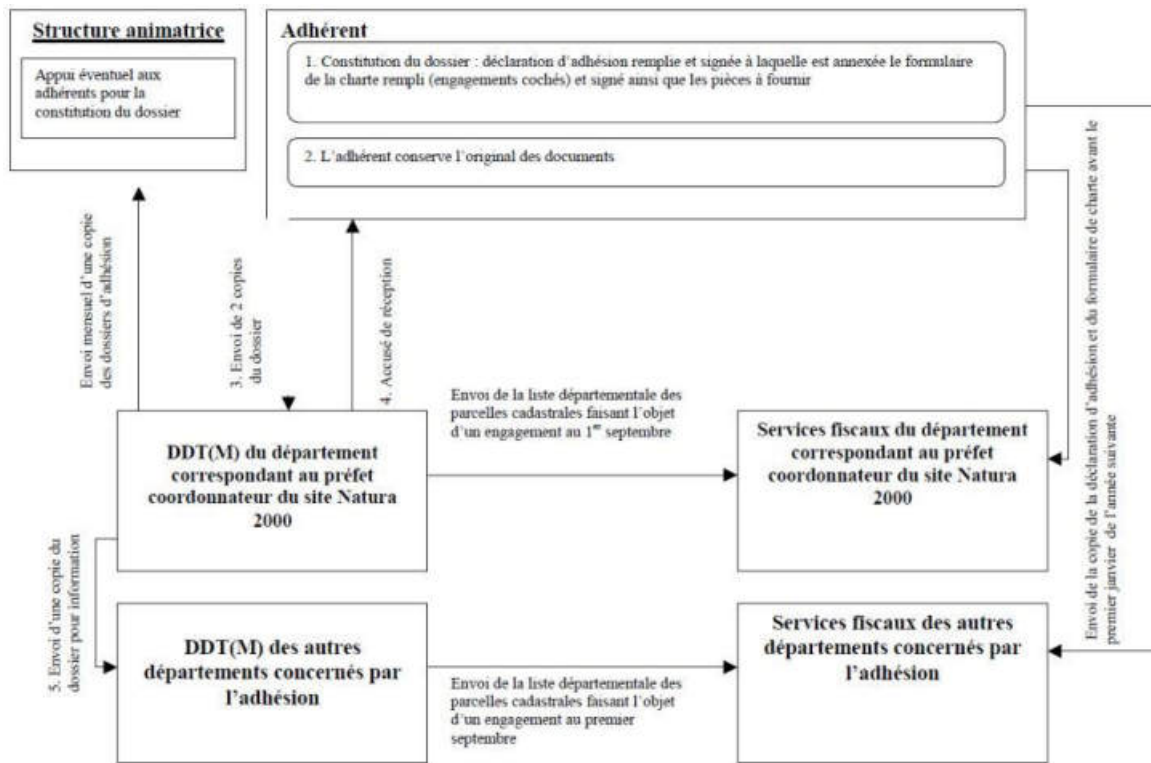 Structure animatrice
Appui éventuel aux
adhérents pour la
constitution du dossier
Adhérent
1. Constitution du dossier : déclaration d'adhésion remplie et signée à laquelle est annexée le formulaire
de la charte rempli (engagements cochés) et signé ainsi que les pièces à fournir
2. L'adhérent conserve l'original des documents
Envoi mensuel d'une copie
des dossiers d'adhésion
3. Envoi de 2 copies
du dossier
4. Accusé de réception
Envoi de la copie de la déclaration d'adhésion et du formulaire de charte avant le
premier janvier de l'année suivante
DDT(M) du département
correspondant au préfet
coordonnateur du site Natura
2000
Envoi de la liste départementale des
parcelles cadastrales faisant l'objet
d'un engagement au 1er septembre
Services fiscaux du département
correspondant au préfet
coordonnateur du site Natura
2000
5. Envoi d'une copie du
dossier pour information
DDT(M) des autres
départements concernés par
l'adhésion
Envoi de la liste départementale des
parcelles cadastrales faisant l'objet
d'un engagement au premier
septembre
Services fiscaux des autres
départements concernés par
l'adhésion